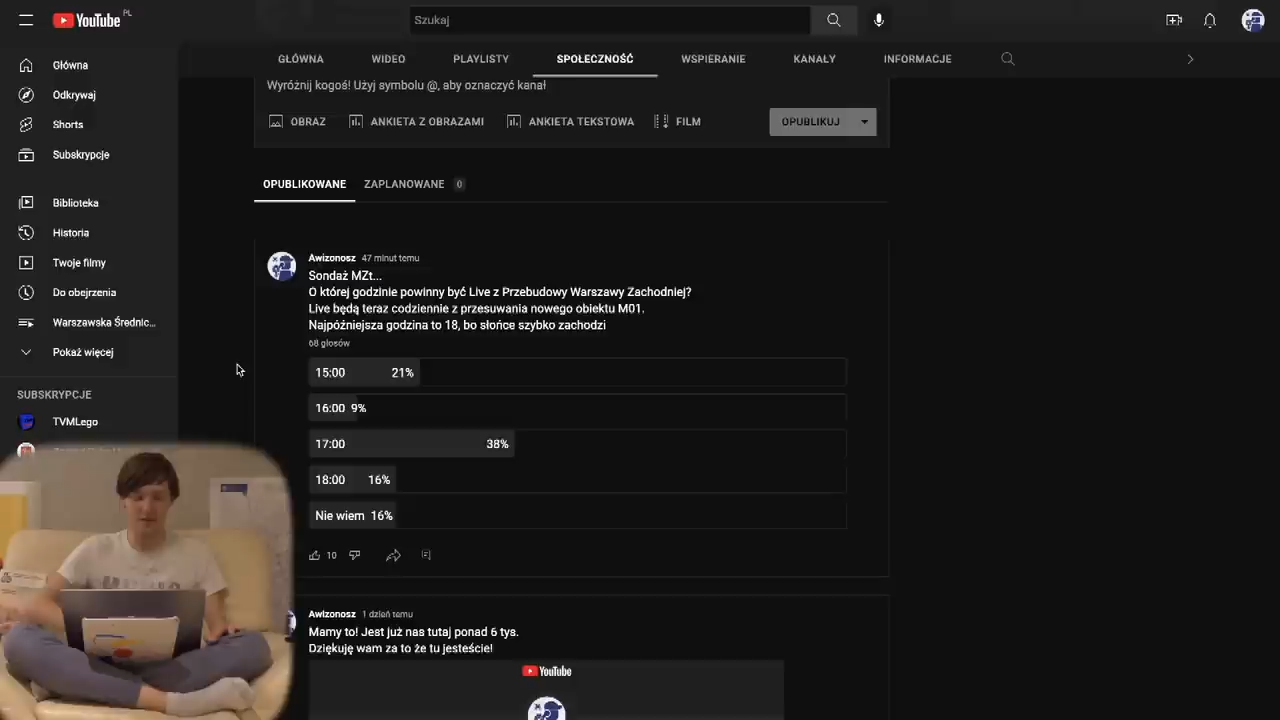 YouTube PL
Szukaj
GŁÓWNA WIDEO PLAYLISTY SPOŁECZNOŚĆ WSPIERANIE KANAŁY INFORMACJE
Główna
Odkrywaj
Shorts
Subskrypcje
Biblioteka
Historia
Twoje filmy
Do obejrzenia
Warszawska Średnic...
Pokaż więcej
SUBSKRYPCJE
TVMLego
Wyróżnij kogoś! Użyj symbolu @, aby oznaczyć kanał
OBRAZ ANKIETA Z OBRAZAMI ANKIETA TEKSTOWA FILM OPUBLIKUJ
OPUBLIKOWANE ZAPLANOWANE 0
Awizonosz 47 minut temu
Sondaż MZt...
O której godzinie powinny być Live z Przebudowy Warszawy Zachodniej?
Live będą teraz codziennie z przesuwania nowego obiektu M01.
Najpóźniejsza godzina to 18, bo słońce szybko zachodzi
68 głosów
15:00 21%
16:00 9%
17:00 38%
18:00 16%
Nie wiem 16%
10
Awizonosz 1 dzień temu
Mamy to! Jest już nas tutaj ponad 6 tys.
Dziękuję wam za to że tu jesteście!
YouTube